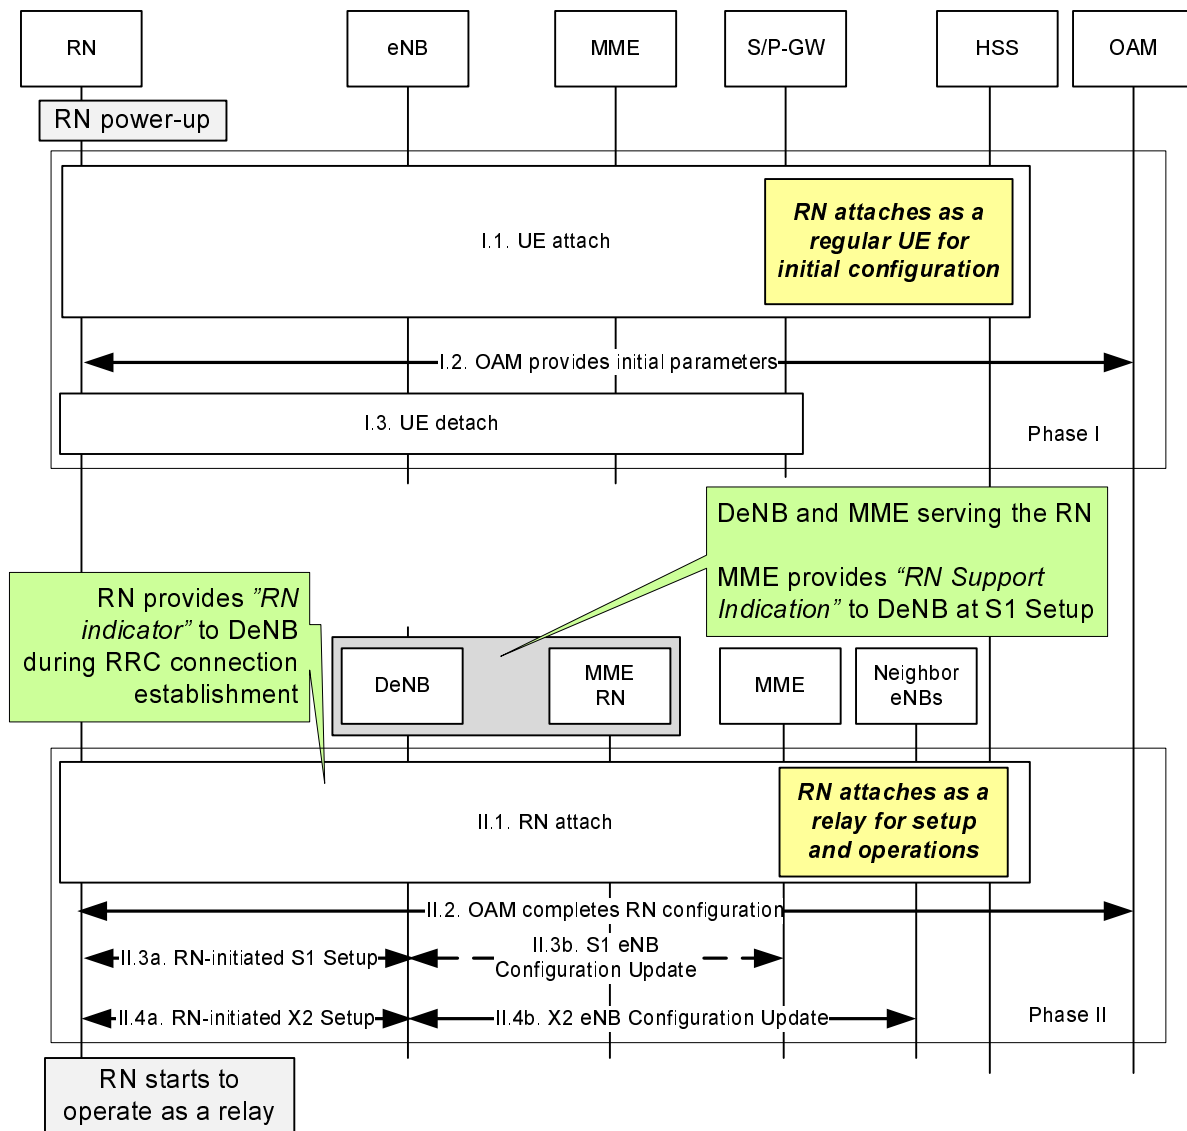 RN
eNB
MME
S/P-GW
HSS
OAM
RN power-up
I.1. UE attach
RN attaches as a
regular UE for
initial configuration
I.2. OAM provides initial parameters
I.3. UE detach
Phase I
DeNB and MME serving the RN
MME provides “RN Support
Indication” to DeNB at S1 Setup
RN provides ”RN
indicator” to DeNB
during RRC connection
establishment
DeNB
MME
RN
MME
Neighbor
eNBs
II.1. RN attach
RN attaches as a
relay for setup
and operations
II.2. OAM completes RN configuration
II.3a. RN-initiated S1 Setup
II.3b. S1 eNB
Configuration Update
II.4a. RN-initiated X2 Setup
II.4b. X2 eNB Configuration Update
Phase II
RN starts to
operate as a relay